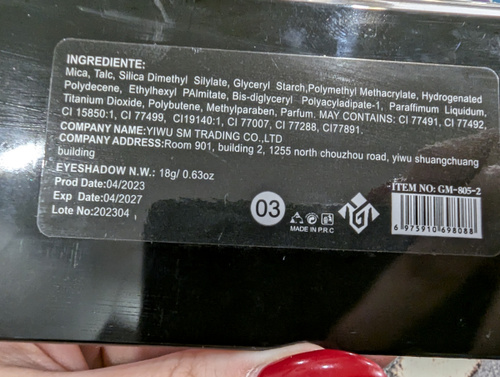 INGREDIENTE:
Mica, Talc, Silica Dimethyl Silylate, Glyceryl Starch,Polymethyl Methacrylate, Hydrogenated
Polydecene, Ethylhexyl PAlmitate, Bis-diglyceryl Polyacyladipate-1, Paraffimum Liquidum,
Titanium Dioxide, Polybutene, Methylparaben, Parfum. MAY CONTAINS: CI 77491, CI 77492,
CI 15850:1, CI 77499, CI19140:1, CI 77007, CI 77288, CI77891.
COMPANY NAME:YIWU SM TRADING CO.,LTD
COMPANY ADDRESS:Room 901, building 2, 1255 north chouzhou road, yiwu shuangchuang
building
EYESHADOW N.W.: 18g/ 0.63oz
Prod Date:04/2023
Exp Date:04/2027
Lote No:202304
03
MADE IN P.R.C
ITEM NO: GM-805-2
6 975910 698088